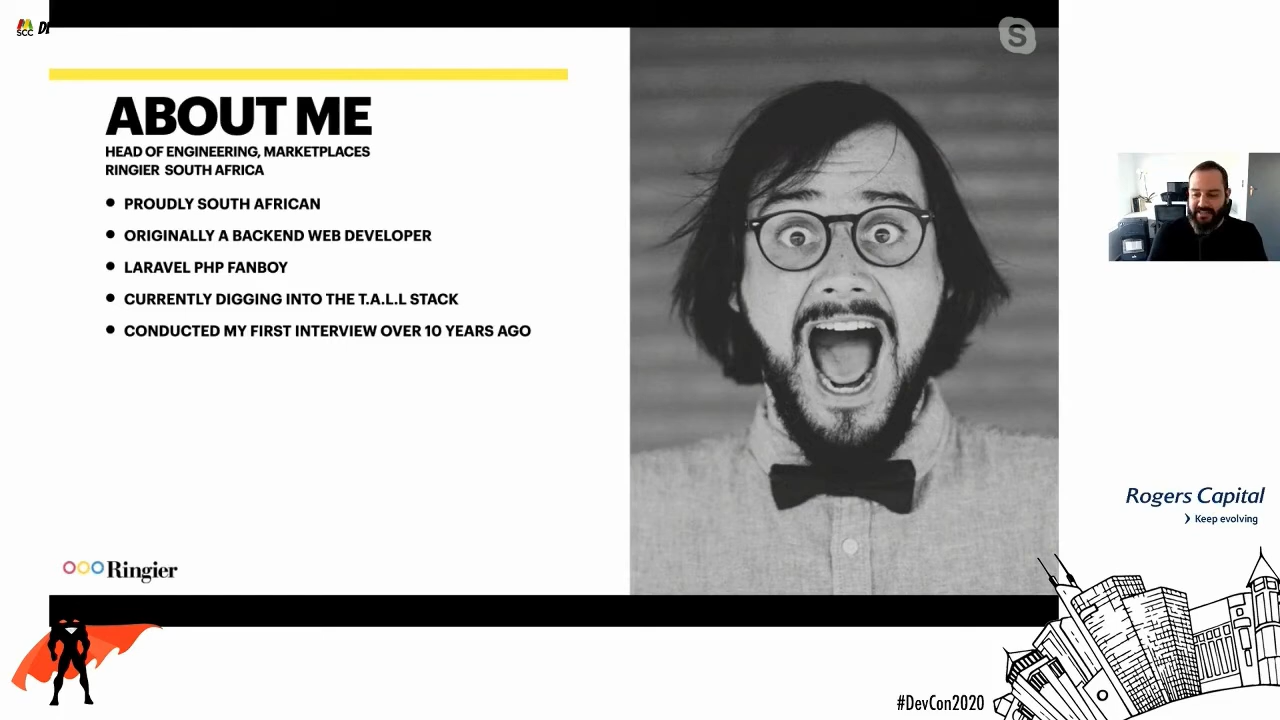 SCC
S
ABOUT ME
HEAD OF ENGINEERING, MARKETPLACES
RINGIER SOUTH AFRICA
PROUDLY SOUTH AFRICAN
ORIGINALLY A BACKEND WEB DEVELOPER
LARAVEL PHP FANBOY
CURRENTLY DIGGING INTO THE T.A.L.L STACK
CONDUCTED MY FIRST INTERVIEW OVER 10 YEARS AGO
Ringier
Rogers Capital
Keep evolving
#DevCon2020